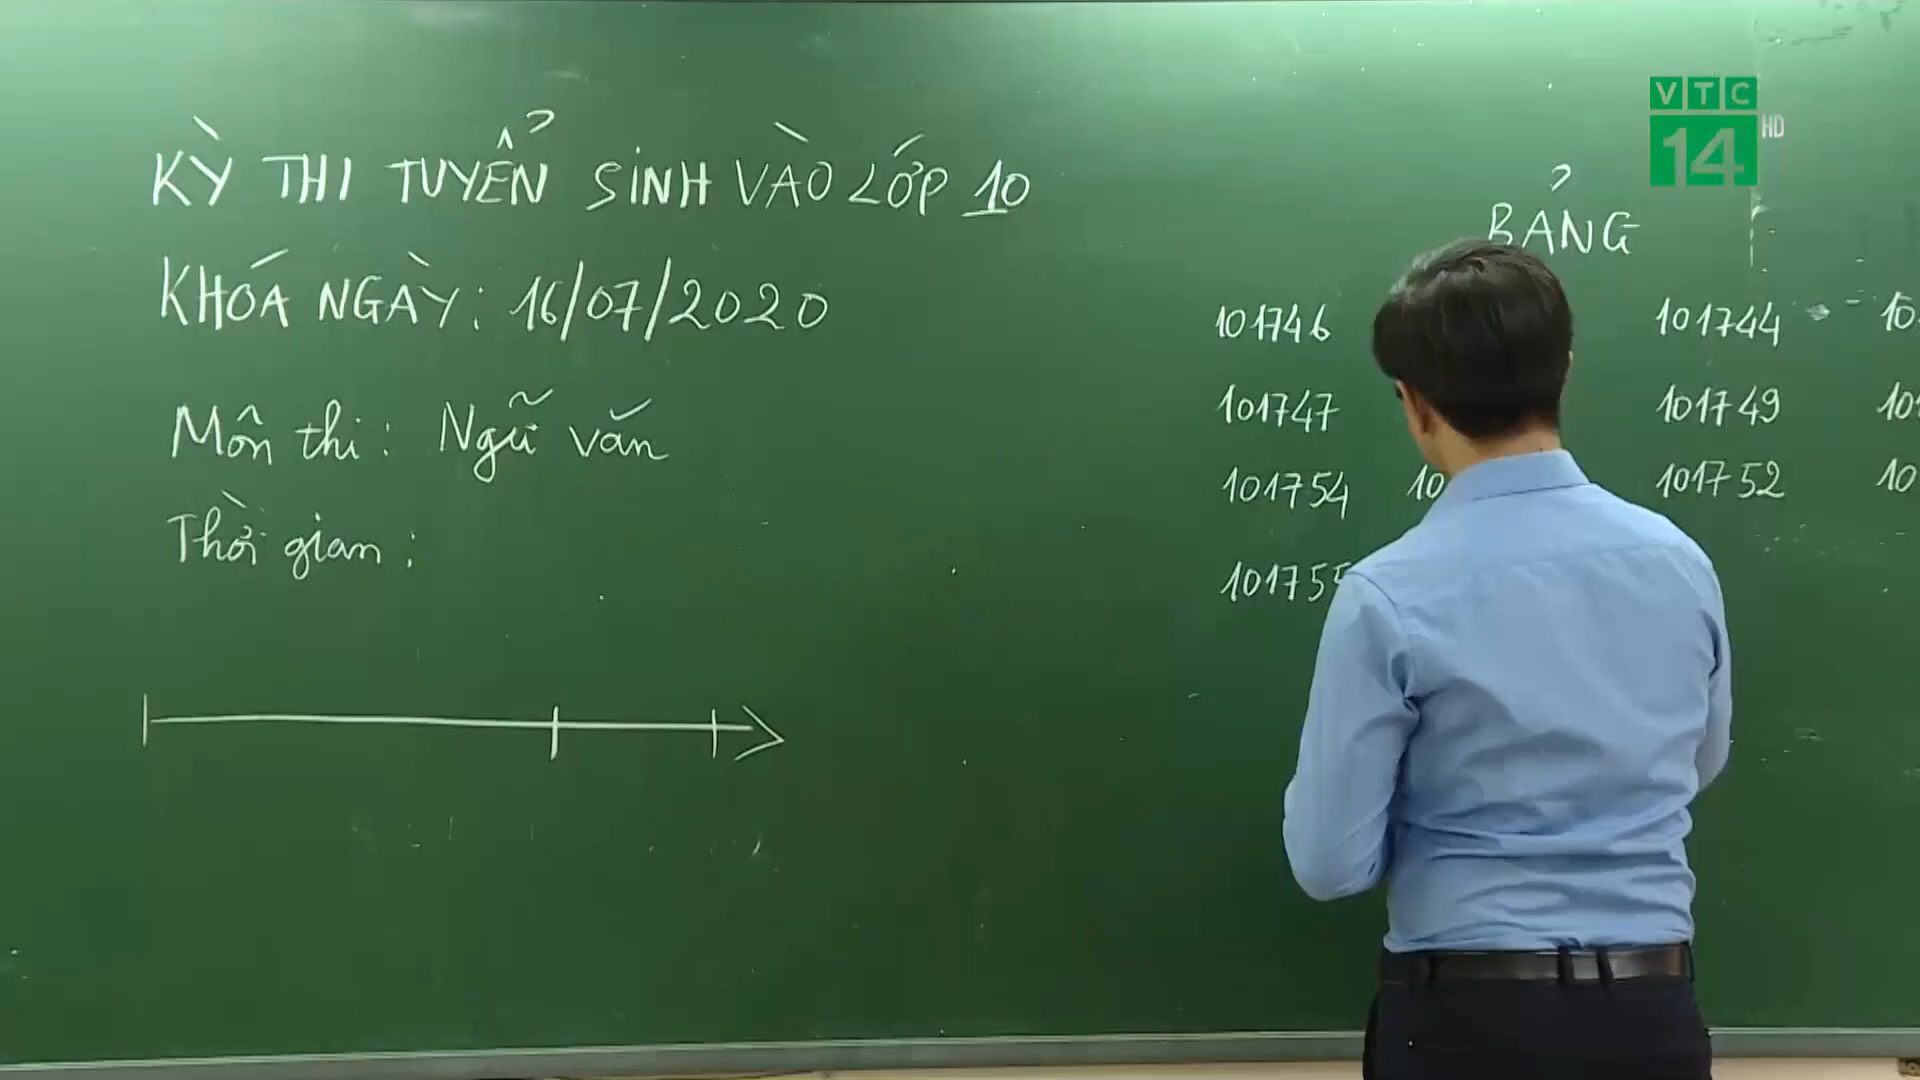 KỲ THI TUYỂN SINH VÀO LỚP 10
KHÓA NGÀY: 16/07/2020
Môn thi: Ngữ văn
Thời gian:
VTC
14 HD
BẢNG
101746 101744
101747 101749
101754 101752